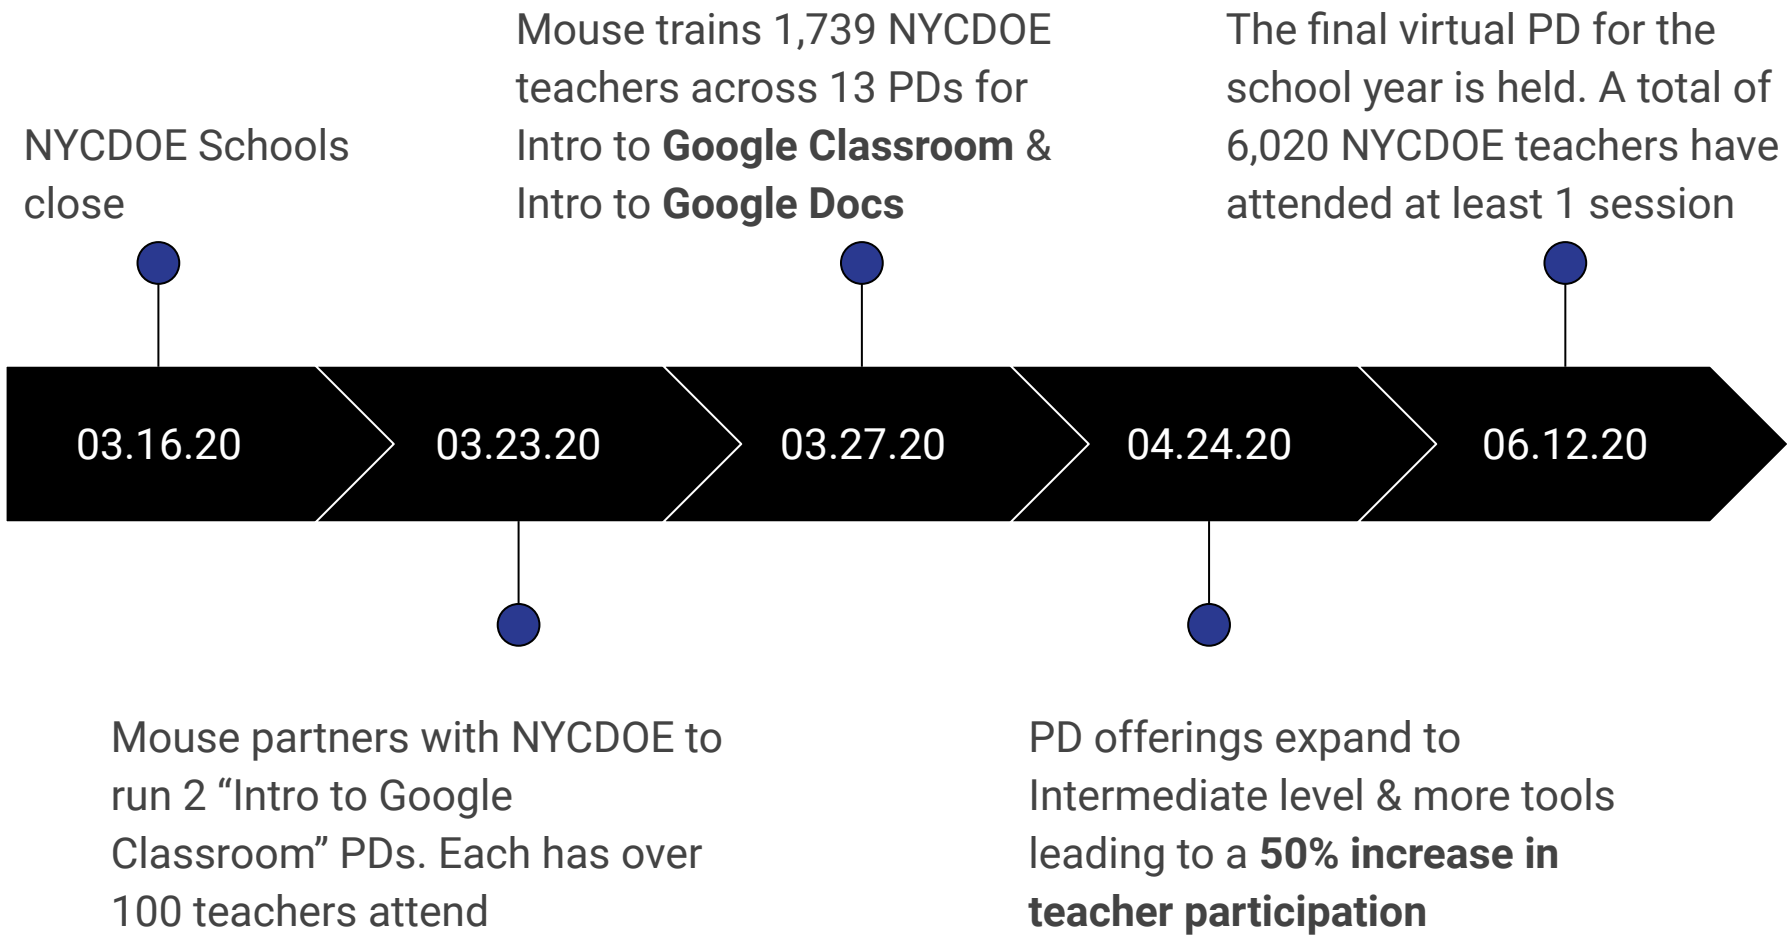 NYCDOE Schools
close
Mouse trains 1,739 NYCDOE
teachers across 13 PDs for
Intro to Google Classroom &
Intro to Google Docs
The final virtual PD for the
school year is held. A total of
6,020 NYCDOE teachers have
attended at least 1 session
03.16.20
03.23.20
03.27.20
04.24.20
06.12.20
Mouse partners with NYCDOE to
run 2 “Intro to Google
Classroom” PDs. Each has over
100 teachers attend
PD offerings expand to
Intermediate level & more tools
leading to a 50% increase in
teacher participation